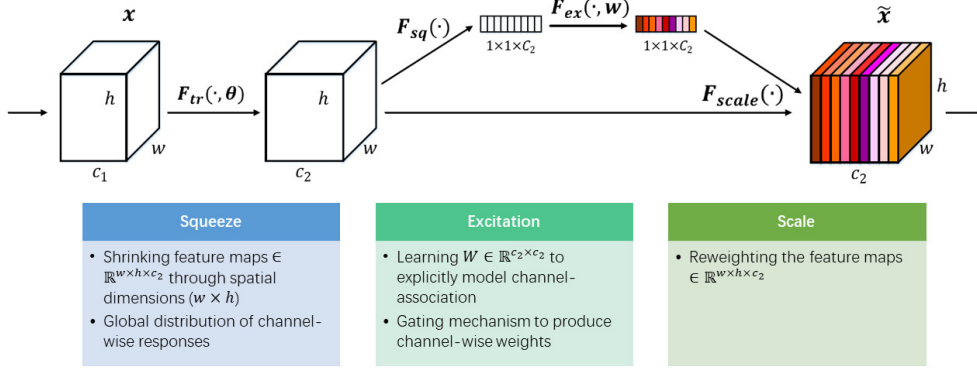 x
F_sq(·)
F_ex(·, w)
x̃
1×1×C₂
1×1×C₂
h
F_tr(·, θ)
h
F_scale(·)
h
w
w
w
c₁
c₂
c₂
Squeeze
• Shrinking feature maps ∈
ℝ^{w×h×c₂} through spatial
dimensions (w × h)
• Global distribution of channel-
wise responses
Excitation
• Learning W ∈ ℝ^{c₂×c₂} to
explicitly model channel-
association
• Gating mechanism to produce
channel-wise weights
Scale
• Reweighting the feature maps
∈ ℝ^{w×h×c₂}